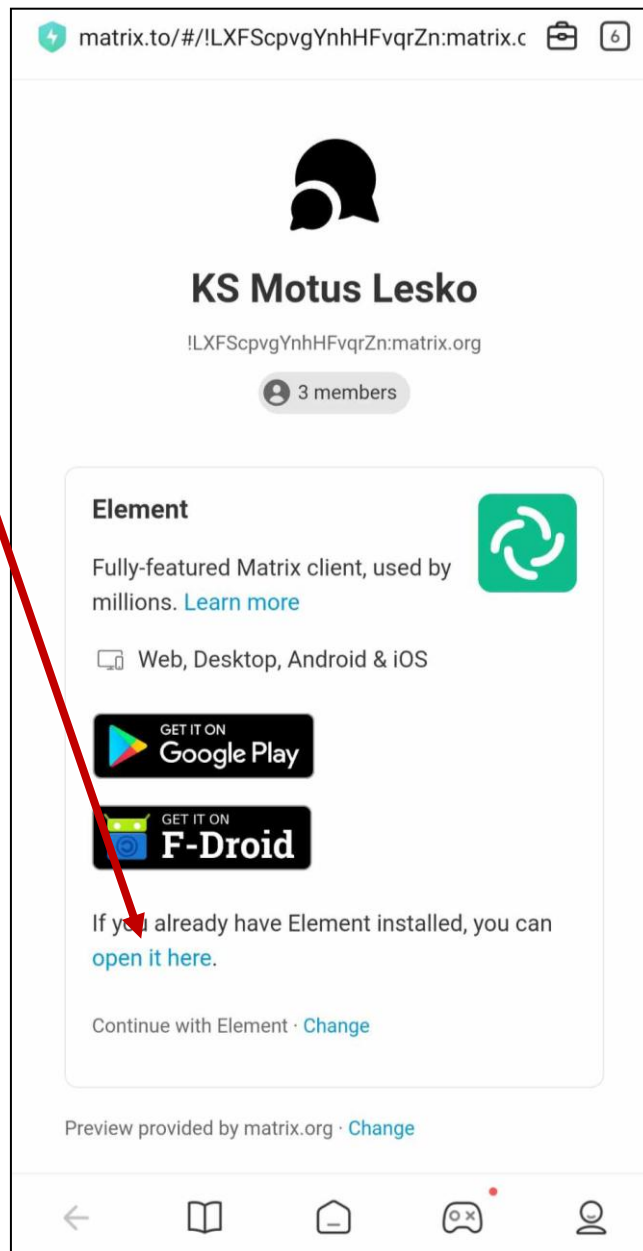 matrix.to/#/!LXFScpvgYnhHFvqrZn:matrix.c
6
KS Motus Lesko
!LXFScpvgYnhHFvqrZn:matrix.org
3 members
Element
Fully-featured Matrix client, used by
millions. Learn more
Web, Desktop, Android & iOS
GET IT ON
Google Play
GET IT ON
F-Droid
If you already have Element installed, you can
open it here.
Continue with Element · Change
Preview provided by matrix.org · Change